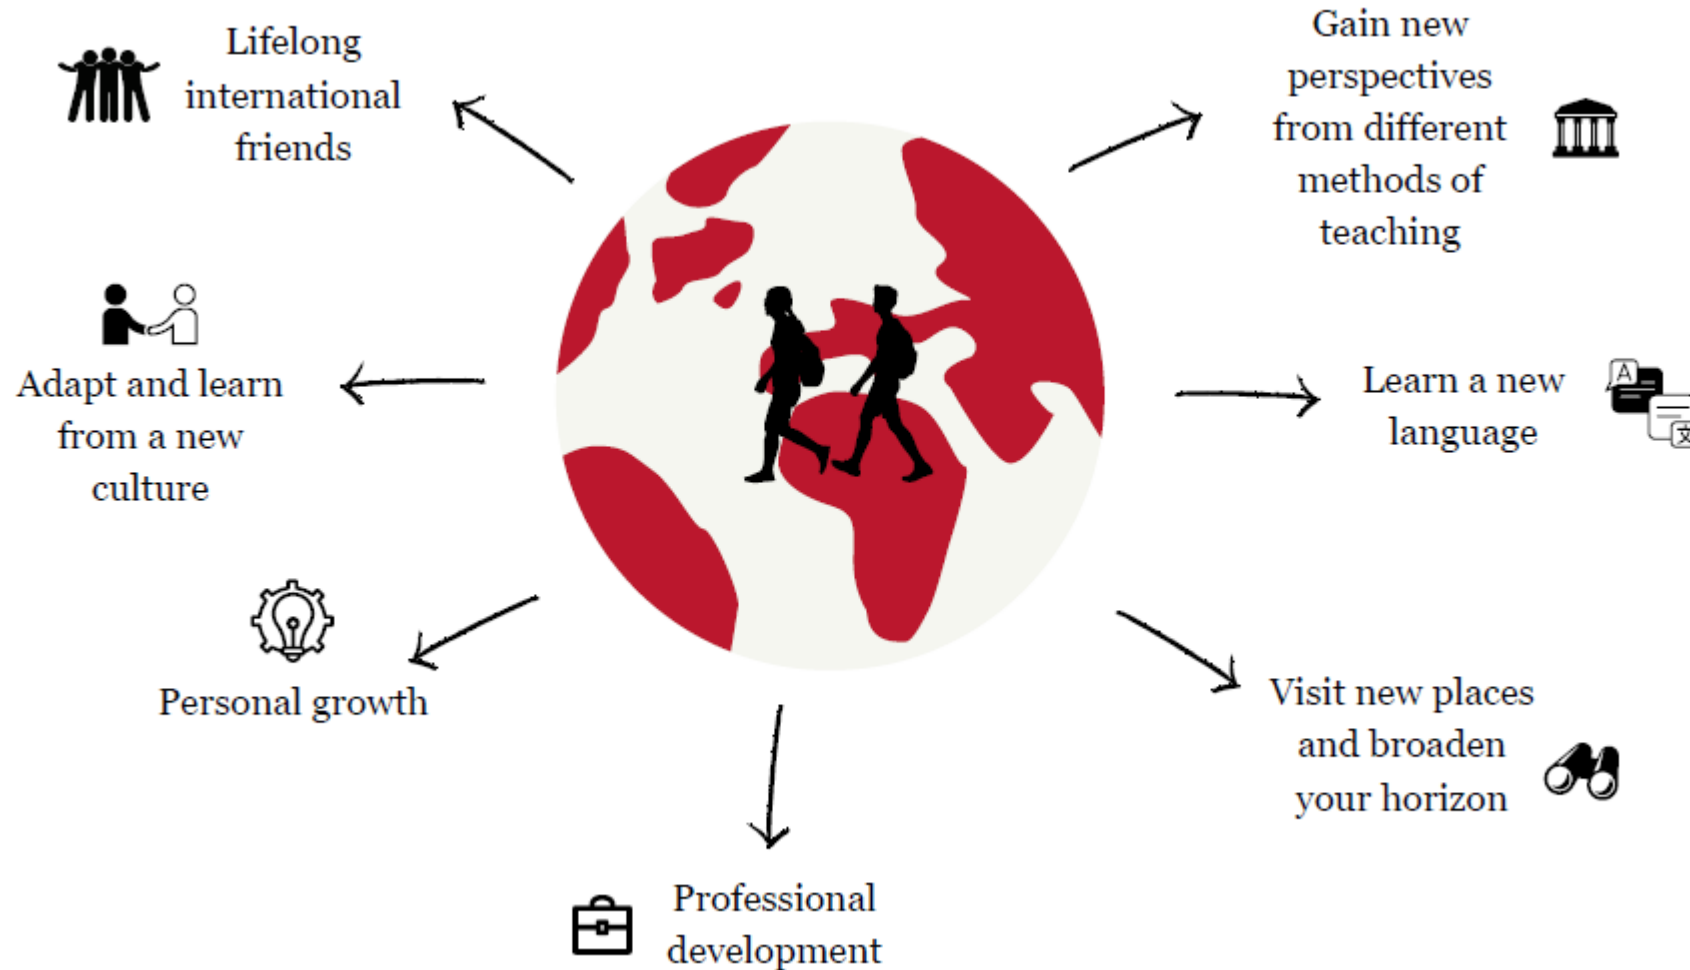 Lifelong
international
friends
Gain new
perspectives
from different
methods of
teaching
Adapt and learn
from a new
culture
Learn a new
language
A
文
Personal growth
Visit new places
and broaden
your horizon
Professional
development